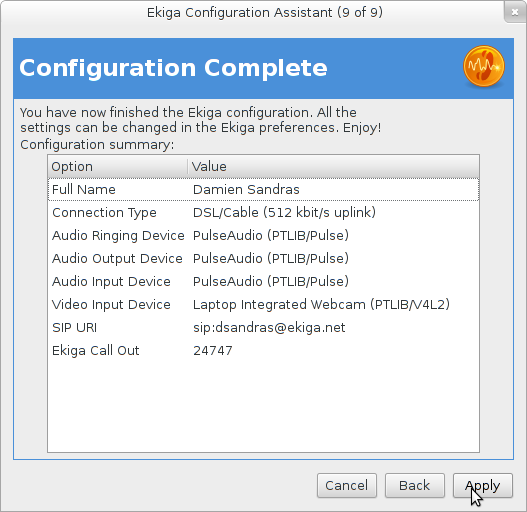 Ekiga Configuration Assistant (9 of 9)
Configuration Complete
You have now finished the Ekiga configuration. All the
settings can be changed in the Ekiga preferences. Enjoy!
Configuration summary:
Option Value
Full Name Damien Sandras
Connection Type DSL/Cable (512 kbit/s uplink)
Audio Ringing Device PulseAudio (PTLIB/Pulse)
Audio Output Device PulseAudio (PTLIB/Pulse)
Audio Input Device PulseAudio (PTLIB/Pulse)
Video Input Device Laptop Integrated Webcam (PTLIB/V4L2)
SIP URI sip:dsandras@ekiga.net
Ekiga Call Out 24747
Cancel Back Apply